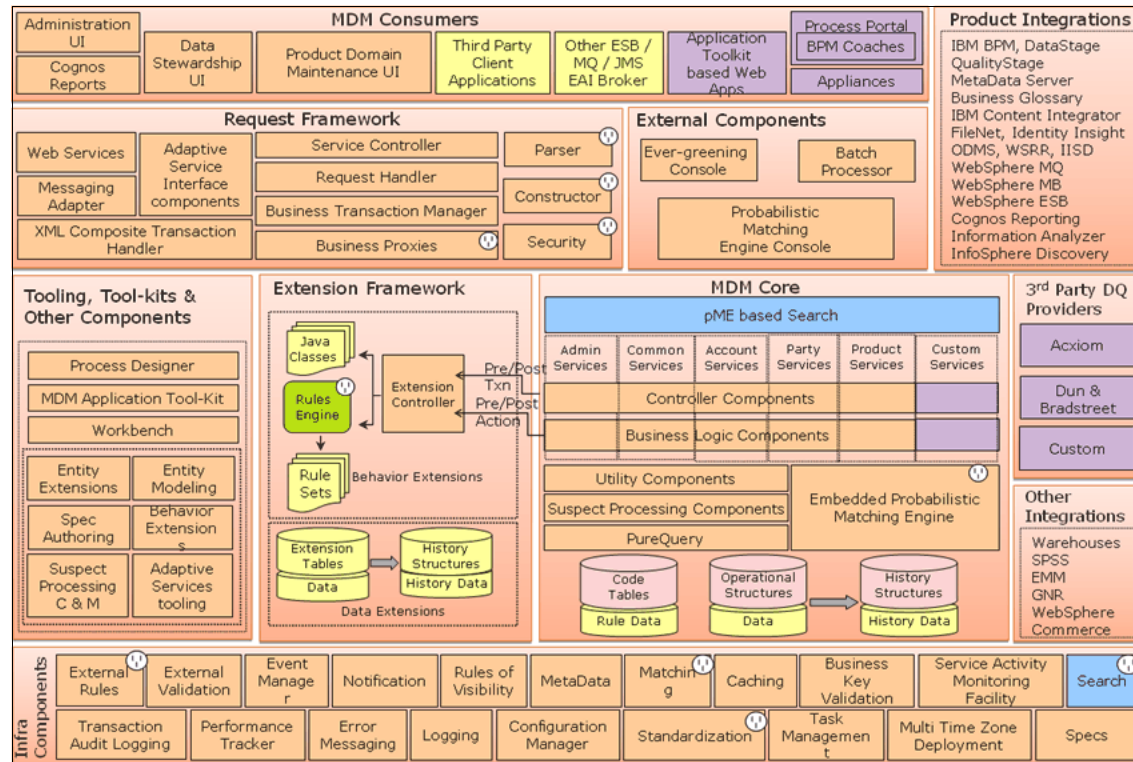 MDM Consumers
Administration
UI
Cognos
Reports
Data
Stewardship
UI
Product Domain
Maintenance UI
Third Party
Client
Applications
Other ESB /
MQ / JMS
EAI Broker
Application
Toolkit
based Web
Apps
Process Portal
BPM Coaches
Appliances
Product Integrations
IBM BPM, DataStage
QualityStage
MetaData Server
Business Glossary
IBM Content Integrator
FileNet, Identity Insight
ODMS, WSRR, IISD
WebSphere MQ
WebSphere MB
WebSphere ESB
Cognos Reporting
Information Analyzer
InfoSphere Discovery
Request Framework
Web Services
Messaging
Adapter
Adaptive
Service
Interface
components
XML Composite Transaction
Handler
Service Controller
Request Handler
Business Transaction Manager
Business Proxies
Parser
Constructor
Security
External Components
Ever-greening
Console
Batch
Processor
Probabilistic
Matching
Engine Console
Tooling, Tool-kits &
Other Components
Process Designer
MDM Application Tool-Kit
Workbench
Entity
Extensions
Entity
Modeling
Spec
Authoring
Behavior
Extension
s
Suspect
Processing
C & M
Adaptive
Services
tooling
Extension Framework
Java
Classes
Rules
Engine
Rule
Sets
Extension
Controller
Behavior Extensions
Pre/Post
Txn
Pre/Post
Action
Extension
Tables
Data
History
Structures
History Data
Data Extensions
MDM Core
pME based Search
Admin
Services
Common
Services
Account
Services
Party
Services
Product
Services
Custom
Services
Controller Components
Business Logic Components
Utility Components
Suspect Processing Components
PureQuery
Embedded Probabilistic
Matching Engine
Code
Tables
Rule Data
Operational
Structures
Data
History
Structures
History Data
3rd Party DQ
Providers
Acxiom
Dun &
Bradstreet
Custom
Other
Integrations
Warehouses
SPSS
EMM
GNR
WebSphere
Commerce
Infra
Components
External
Rules
External
Validation
Event
Manage
r
Notification
Rules of
Visibility
MetaData
Matchin
g
Caching
Business
Key
Validation
Service Activity
Monitoring
Facility
Search
Transaction
Audit Logging
Performance
Tracker
Error
Messaging
Logging
Configuration
Manager
Standardization
Task
Managemen
t
Multi Time Zone
Deployment
Specs